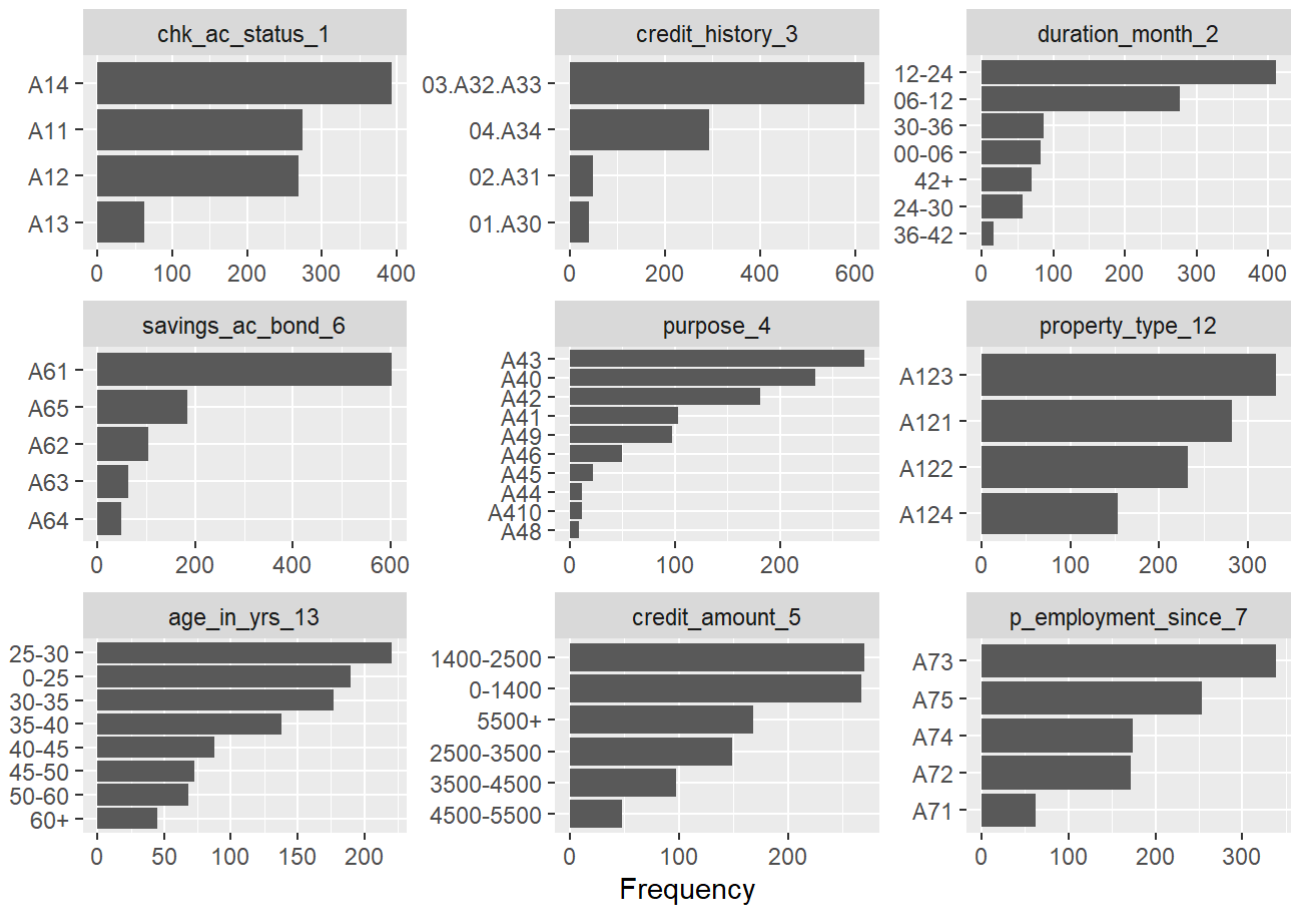 chk_ac_status_1
A14
A11
A12
A13
0 100 200 300 400
credit_history_3
03.A32.A33
04.A34
02.A31
01.A30
0 200 400 600
duration_month_2
12-24
06-12
30-36
00-06
42+
24-30
36-42
0 100 200 300 400
savings_ac_bond_6
A61
A65
A62
A63
A64
0 200 400 600
purpose_4
A43
A40
A42
A41
A49
A46
A45
A44
A410
A48
0 100 200
property_type_12
A123
A121
A122
A124
0 100 200 300
age_in_yrs_13
25-30
0-25
30-35
35-40
40-45
45-50
50-60
60+
0 50 100 150 200
credit_amount_5
1400-2500
0-1400
5500+
2500-3500
3500-4500
4500-5500
0 100 200
p_employment_since_7
A73
A75
A74
A72
A71
0 100 200 300
Frequency